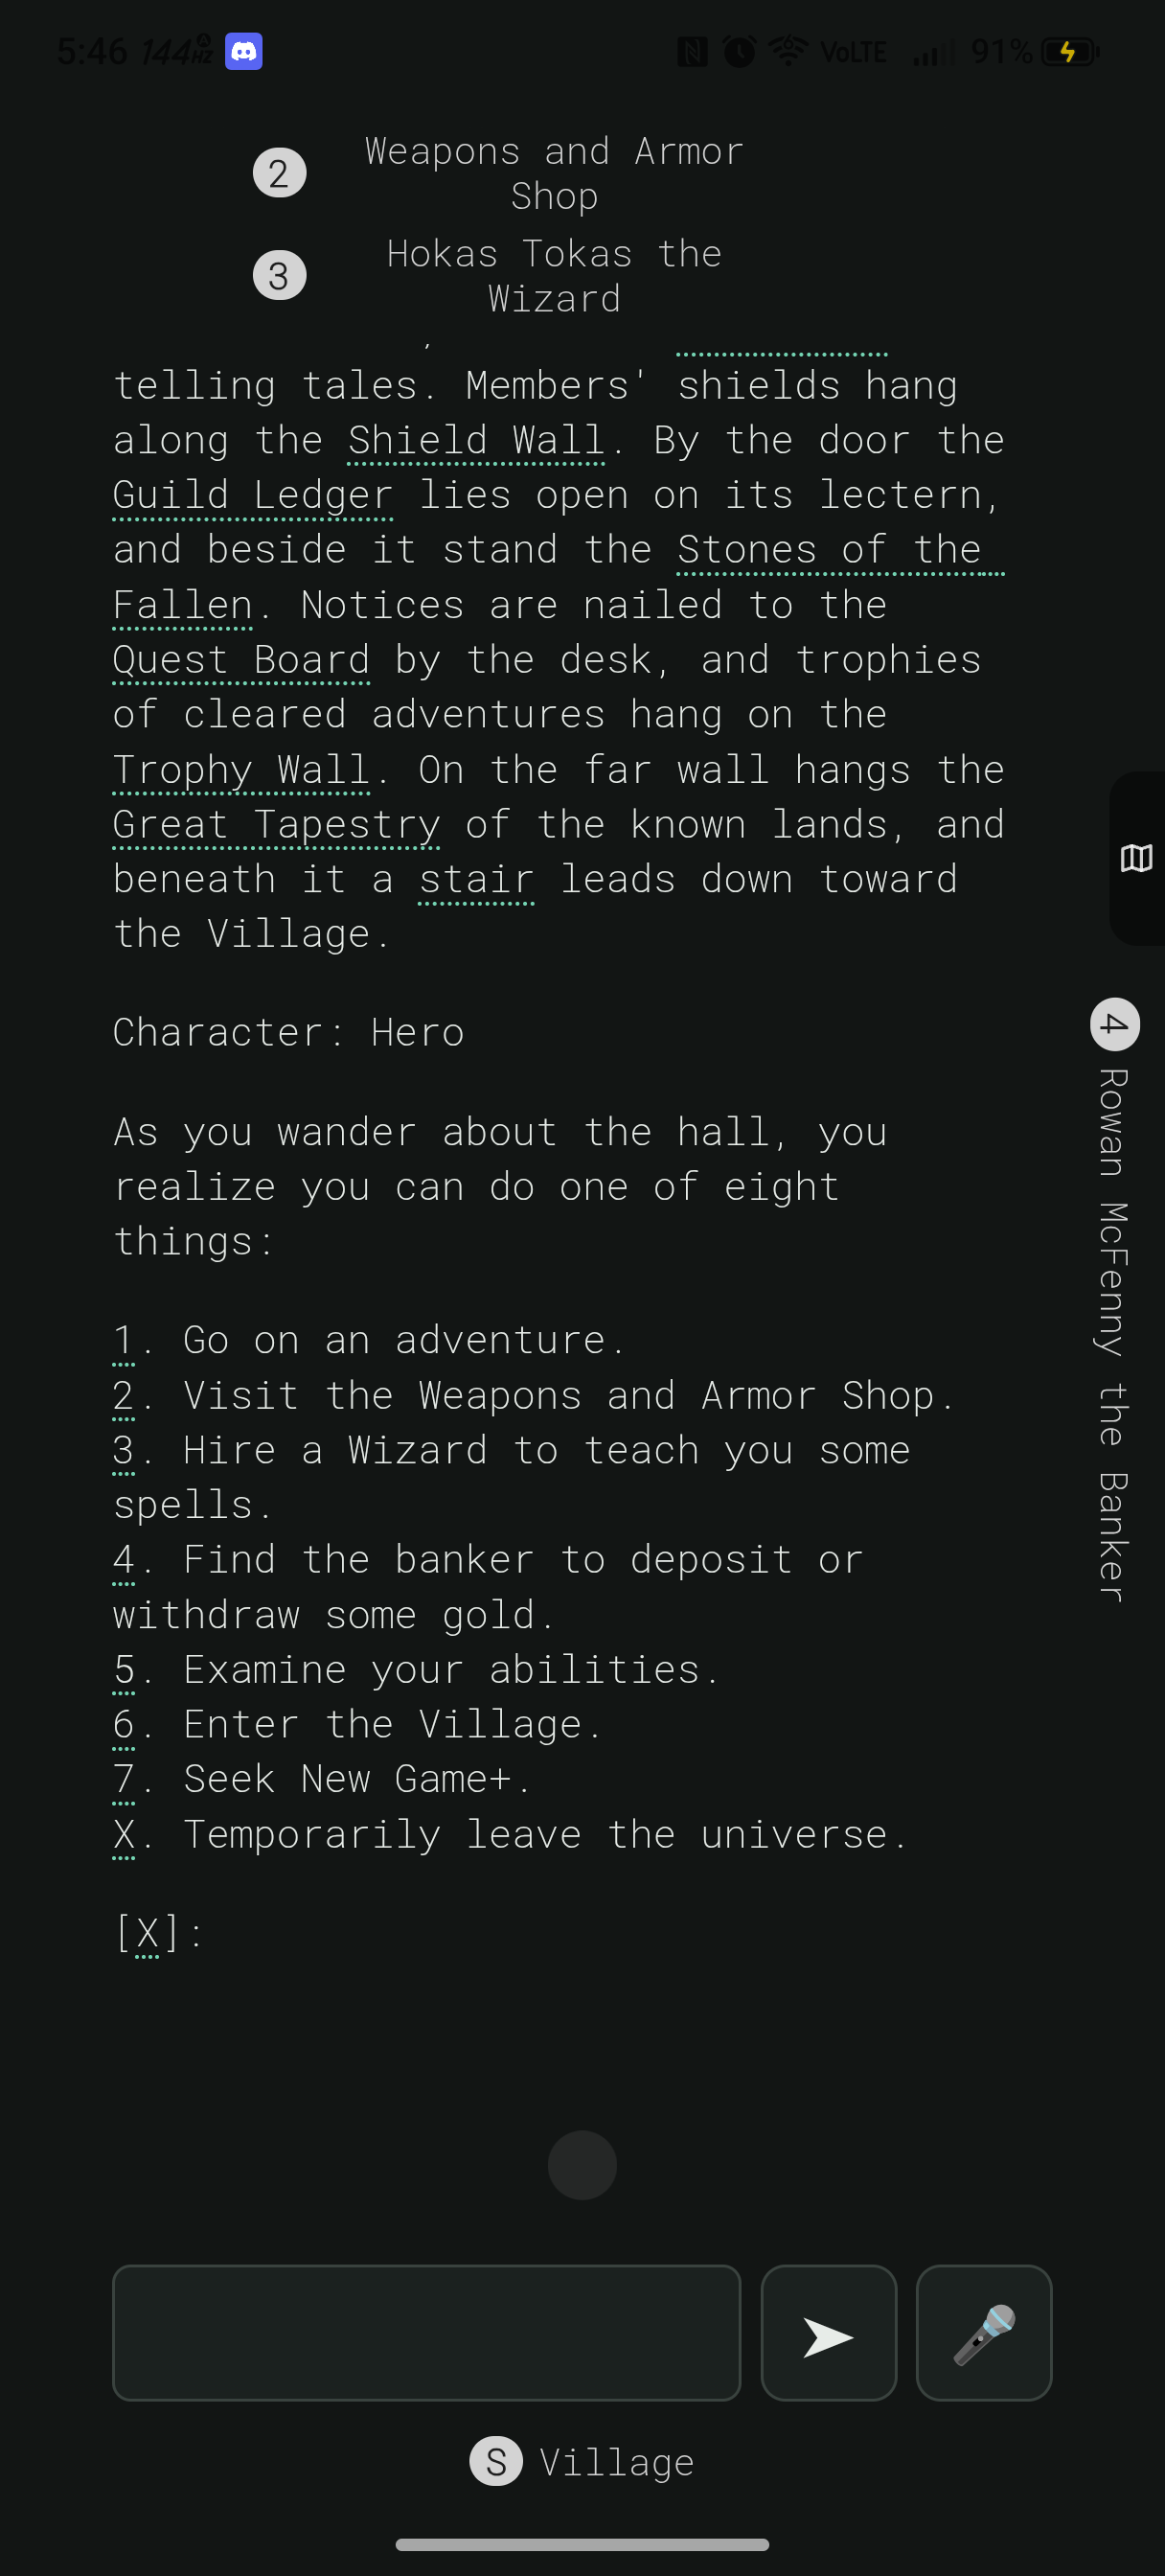 5:46 144HZ 91%
VoLTE
2 Weapons and Armor
Shop
3 Hokas Tokas the
Wizard
telling tales. Members' shields hang
along the Shield Wall. By the door the
Guild Ledger lies open on its lectern,
and beside it stand the Stones of the
Fallen. Notices are nailed to the
Quest Board by the desk, and trophies
of cleared adventures hang on the
Trophy Wall. On the far wall hangs the
Great Tapestry of the known lands, and
beneath it a stair leads down toward
the Village.
Character: Hero
As you wander about the hall, you
realize you can do one of eight
things:
1. Go on an adventure.
2. Visit the Weapons and Armor Shop.
3. Hire a Wizard to teach you some
spells.
4. Find the banker to deposit or
withdraw some gold.
5. Examine your abilities.
6. Enter the Village.
7. Seek New Game+.
X. Temporarily leave the universe.
[X]:
4 Rowan McFenny the Banker
S Village